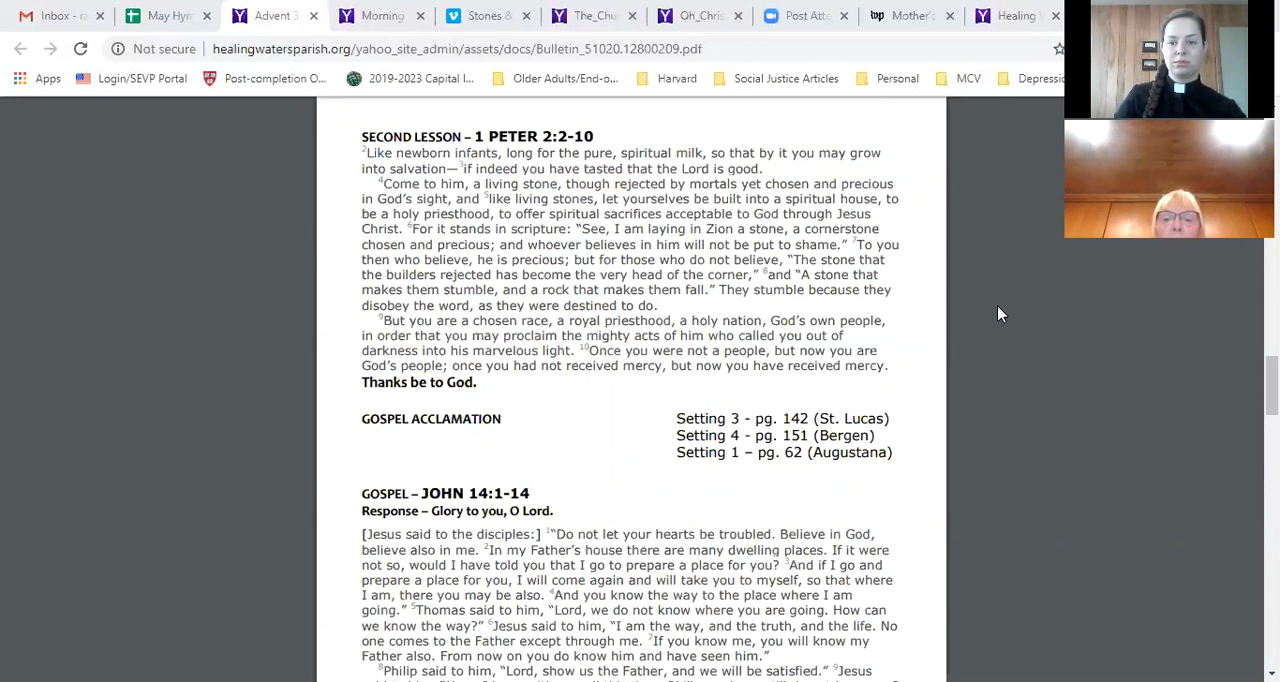 Inbox - r
May Hym
Advent 3
Morning
Stones &
The_Chu
Oh_Chris
Post Atta
wp Mother's
Healing W
Not secure healingwatersparish.org/yahoo_site_admin/assets/docs/Bulletin_51020.12800209.pdf
Apps Login/SEVP Portal Post-completion O... 2019-2023 Capital I... Older Adults/End-o... Harvard Social Justice Articles Personal MCV Depressio
SECOND LESSON – 1 PETER 2:2-10
2Like newborn infants, long for the pure, spiritual milk, so that by it you may grow
into salvation—3if indeed you have tasted that the Lord is good.
4Come to him, a living stone, though rejected by mortals yet chosen and precious
in God's sight, and 5like living stones, let yourselves be built into a spiritual house, to
be a holy priesthood, to offer spiritual sacrifices acceptable to God through Jesus
Christ. 6For it stands in scripture: "See, I am laying in Zion a stone, a cornerstone
chosen and precious; and whoever believes in him will not be put to shame." 7To you
then who believe, he is precious; but for those who do not believe, "The stone that
the builders rejected has become the very head of the corner," 8and "A stone that
makes them stumble, and a rock that makes them fall." They stumble because they
disobey the word, as they were destined to do.
9But you are a chosen race, a royal priesthood, a holy nation, God's own people,
in order that you may proclaim the mighty acts of him who called you out of
darkness into his marvelous light. 10Once you were not a people, but now you are
God's people; once you had not received mercy, but now you have received mercy.
Thanks be to God.
GOSPEL ACCLAMATION
Setting 3 - pg. 142 (St. Lucas)
Setting 4 - pg. 151 (Bergen)
Setting 1 – pg. 62 (Augustana)
GOSPEL – JOHN 14:1-14
Response – Glory to you, O Lord.
[Jesus said to the disciples:] 1"Do not let your hearts be troubled. Believe in God,
believe also in me. 2In my Father's house there are many dwelling places. If it were
not so, would I have told you that I go to prepare a place for you? 3And if I go and
prepare a place for you, I will come again and will take you to myself, so that where
I am, there you may be also. 4And you know the way to the place where I am
going." 5Thomas said to him, "Lord, we do not know where you are going. How can
we know the way?" 6Jesus said to him, "I am the way, and the truth, and the life. No
one comes to the Father except through me. 7If you know me, you will know my
Father also. From now on you do know him and have seen him."
8Philip said to him, "Lord, show us the Father, and we will be satisfied." 9Jesus